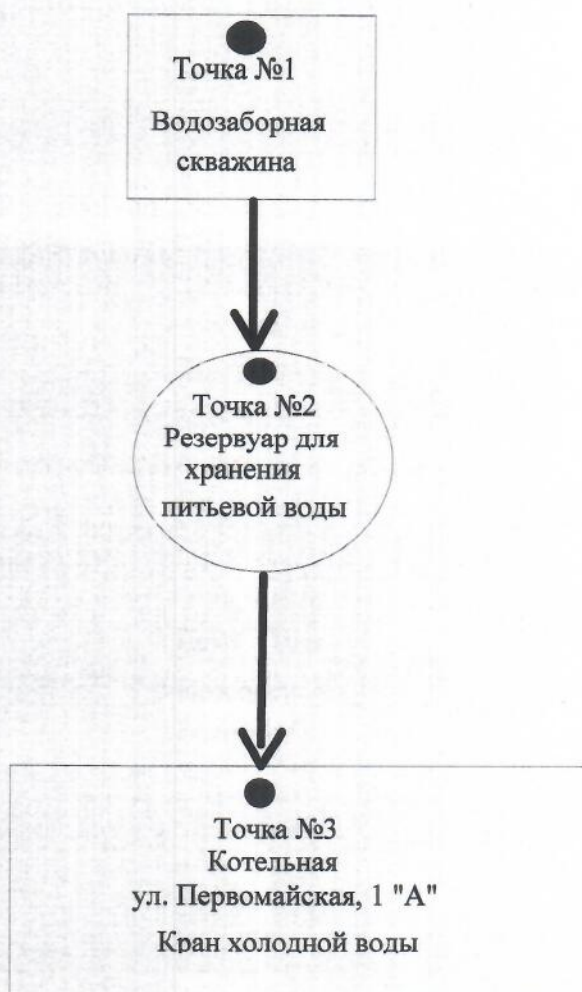 Точка №1
Водозаборная
скважина
Точка №2
Резервуар для
хранения
питьевой воды
Точка №3
Котельная
ул. Первомайская, 1 "А"
Кран холодной воды